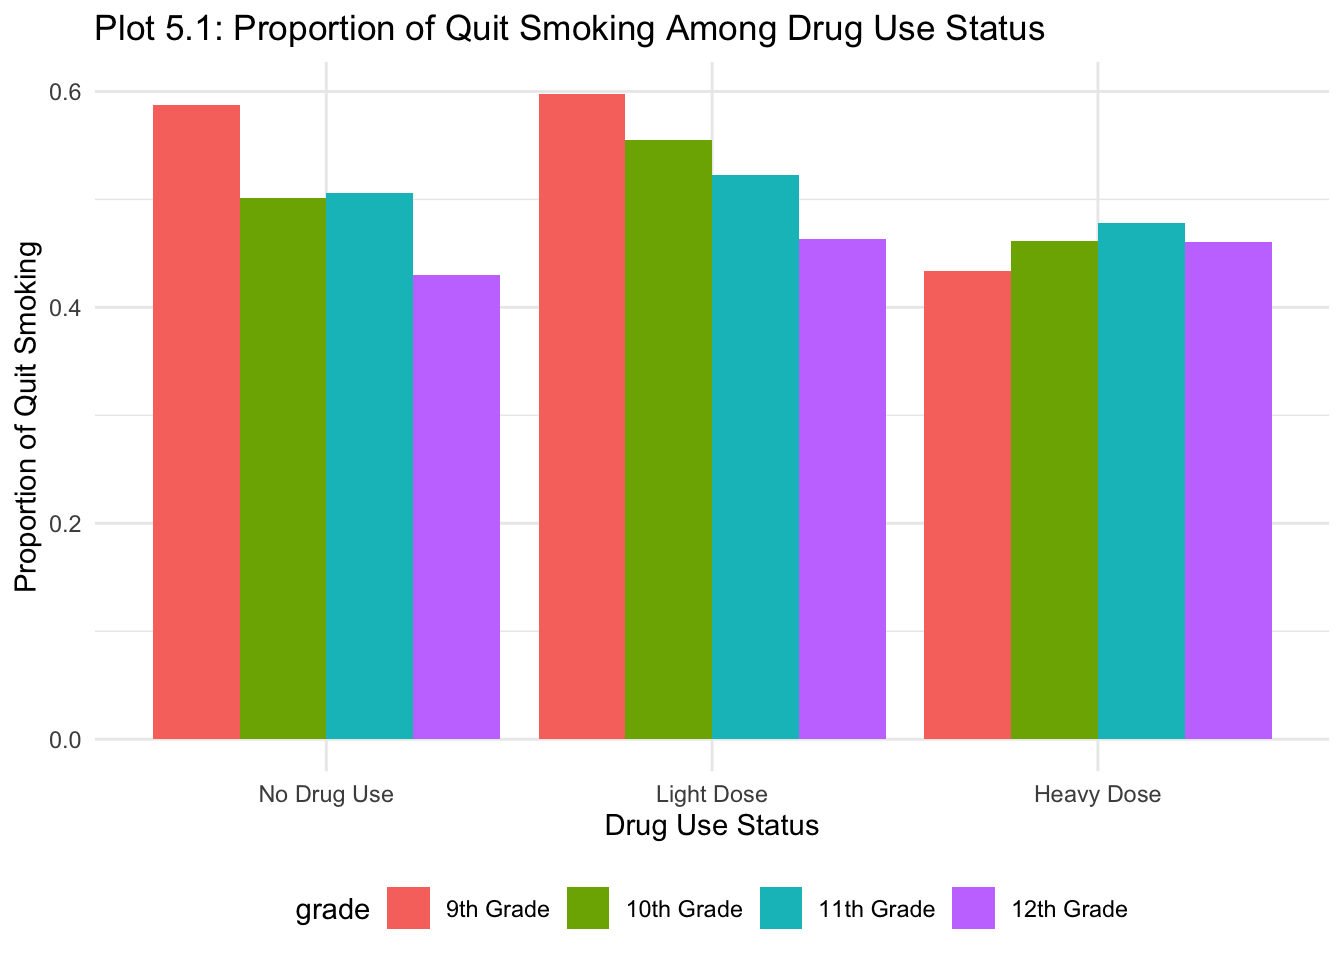 Plot 5.1: Proportion of Quit Smoking Among Drug Use Status
Proportion of Quit Smoking
0.6
0.4
0.2
0.0
No Drug Use Light Dose Heavy Dose
Drug Use Status
grade 9th Grade 10th Grade 11th Grade 12th Grade